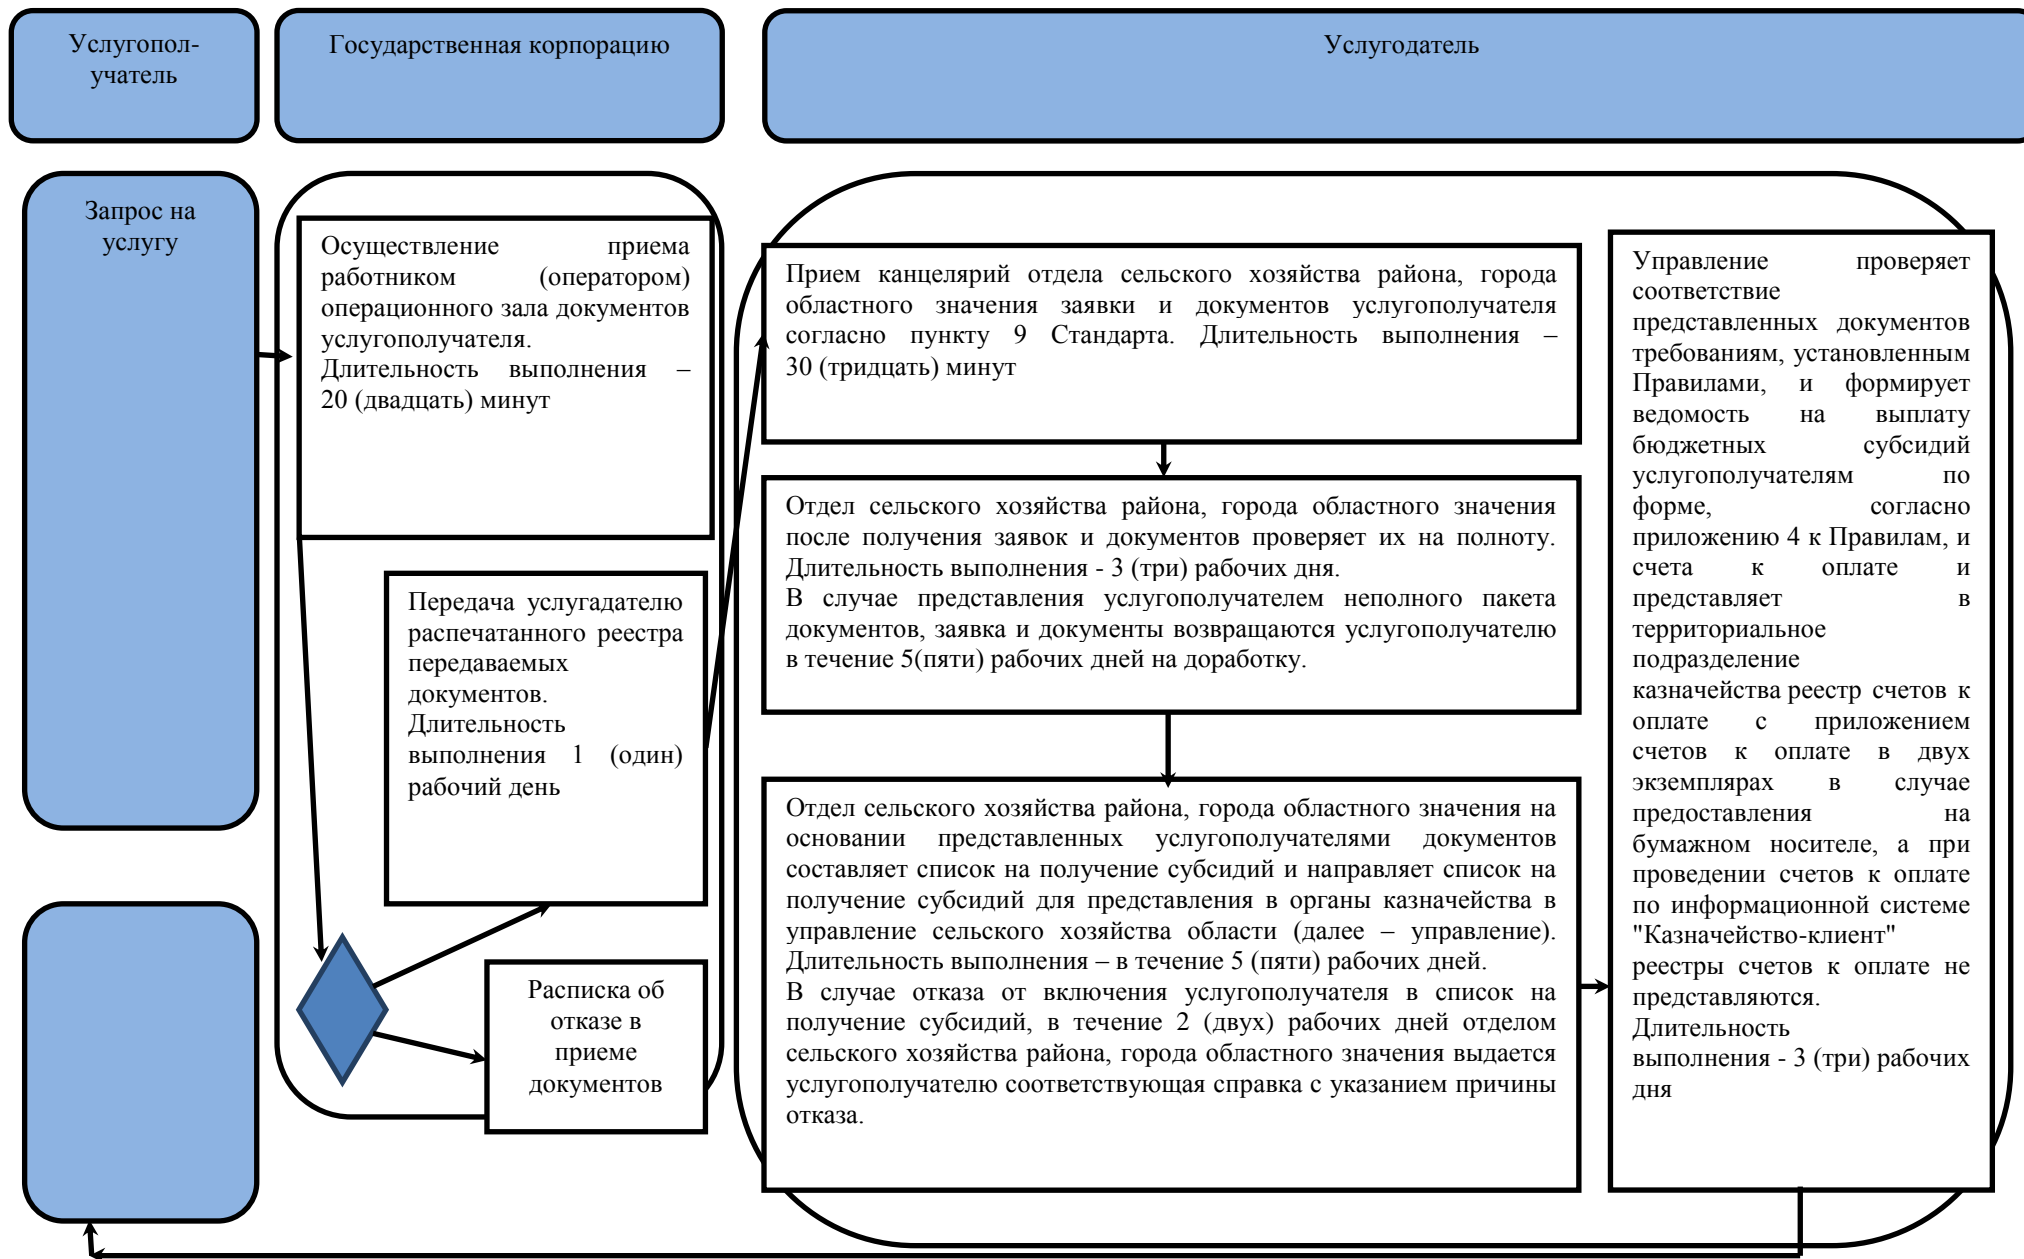 Услугопол-
учатель
Государственная корпорацию
Услугодатель
Запрос на
услугу
Осуществление приема
работником (оператором)
операционного зала документов
услугополучателя.
Длительность выполнения –
20 (двадцать) минут
Передача услугадателю
распечатанного реестра
передаваемых
документов.
Длительность
выполнения 1 (один)
рабочий день
Расписка об
отказе в
приеме
документов
Прием канцелярий отдела сельского хозяйства района, города
областного значения заявки и документов услугополучателя
согласно пункту 9 Стандарта. Длительность выполнения –
30 (тридцать) минут
Отдел сельского хозяйства района, города областного значения
после получения заявок и документов проверяет их на полноту.
Длительность выполнения - 3 (три) рабочих дня.
В случае представления услугополучателем неполного пакета
документов, заявка и документы возвращаются услугополучателю
в течение 5(пяти) рабочих дней на доработку.
Отдел сельского хозяйства района, города областного значения на
основании представленных услугополучателями документов
составляет список на получение субсидий и направляет список на
получение субсидий для представления в органы казначейства в
управление сельского хозяйства области (далее – управление).
Длительность выполнения – в течение 5 (пяти) рабочих дней.
В случае отказа от включения услугополучателя в список на
получение субсидий, в течение 2 (двух) рабочих дней отделом
сельского хозяйства района, города областного значения выдается
услугополучателю соответствующая справка с указанием причины
отказа.
Управление проверяет
соответствие
представленных документов
требованиям, установленным
Правилами, и формирует
ведомость на выплату
бюджетных субсидий
услугополучателям по
форме, согласно
приложению 4 к Правилам, и
счета к оплате и
представляет в
территориальное
подразделение
казначейства реестр счетов к
оплате с приложением
счетов к оплате в двух
экземплярах в случае
предоставления на
бумажном носителе, а при
проведении счетов к оплате
по информационной системе
"Казначейство-клиент"
реестры счетов к оплате не
представляются.
Длительность
выполнения - 3 (три) рабочих
дня